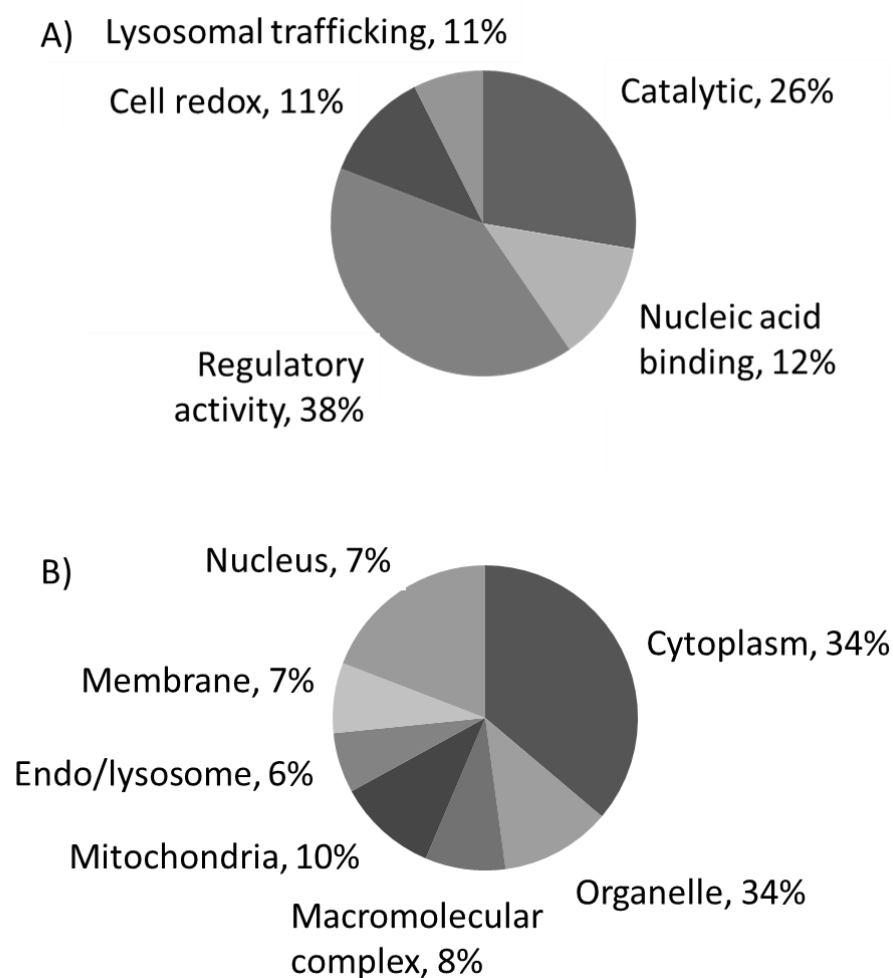 A)
Lysosomal trafficking, 11%
Catalytic, 26%
Cell redox, 11%
Nucleic acid
binding, 12%
Regulatory
activity, 38%
B)
Nucleus, 7%
Cytoplasm, 34%
Membrane, 7%
Endo/lysosome, 6%
Mitochondria, 10%
Organelle, 34%
Macromolecular
complex, 8%